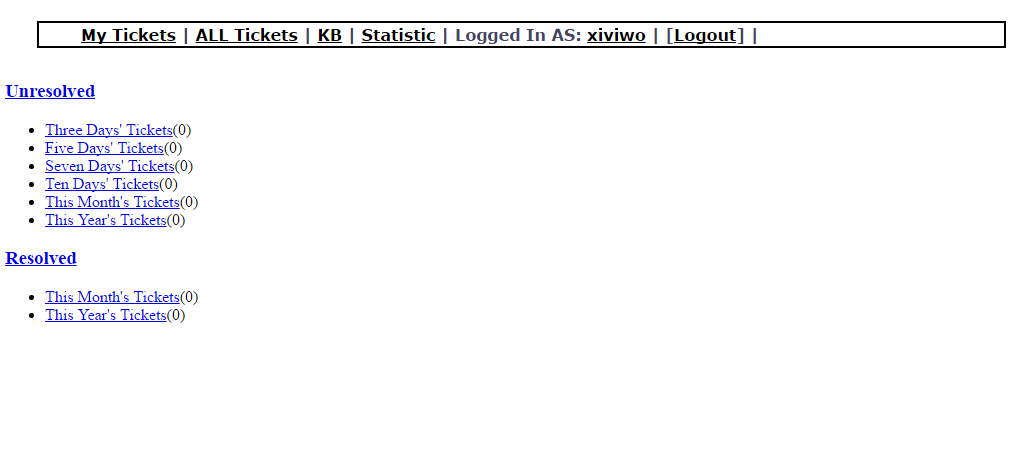 My Tickets | ALL Tickets | KB | Statistic | Logged In AS: xiviwo | [Logout] |
Unresolved
Three Days' Tickets(0)
Five Days' Tickets(0)
Seven Days' Tickets(0)
Ten Days' Tickets(0)
This Month's Tickets(0)
This Year's Tickets(0)
Resolved
This Month's Tickets(0)
This Year's Tickets(0)